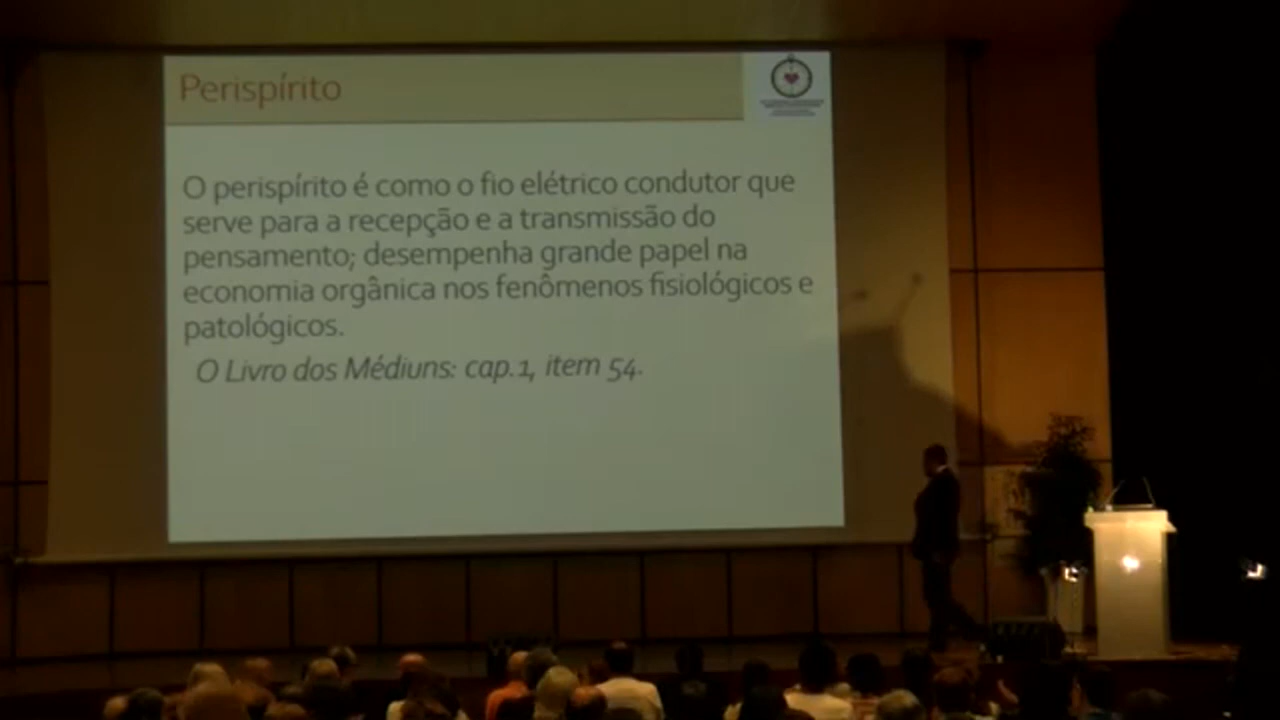 Perispírito
O perispírito é como o fio elétrico condutor que
serve para a recepção e a transmissão do
pensamento; desempenha grande papel na
economia orgânica nos fenômenos fisiológicos e
patológicos.
O Livro dos Médiuns: cap.1, item 54.